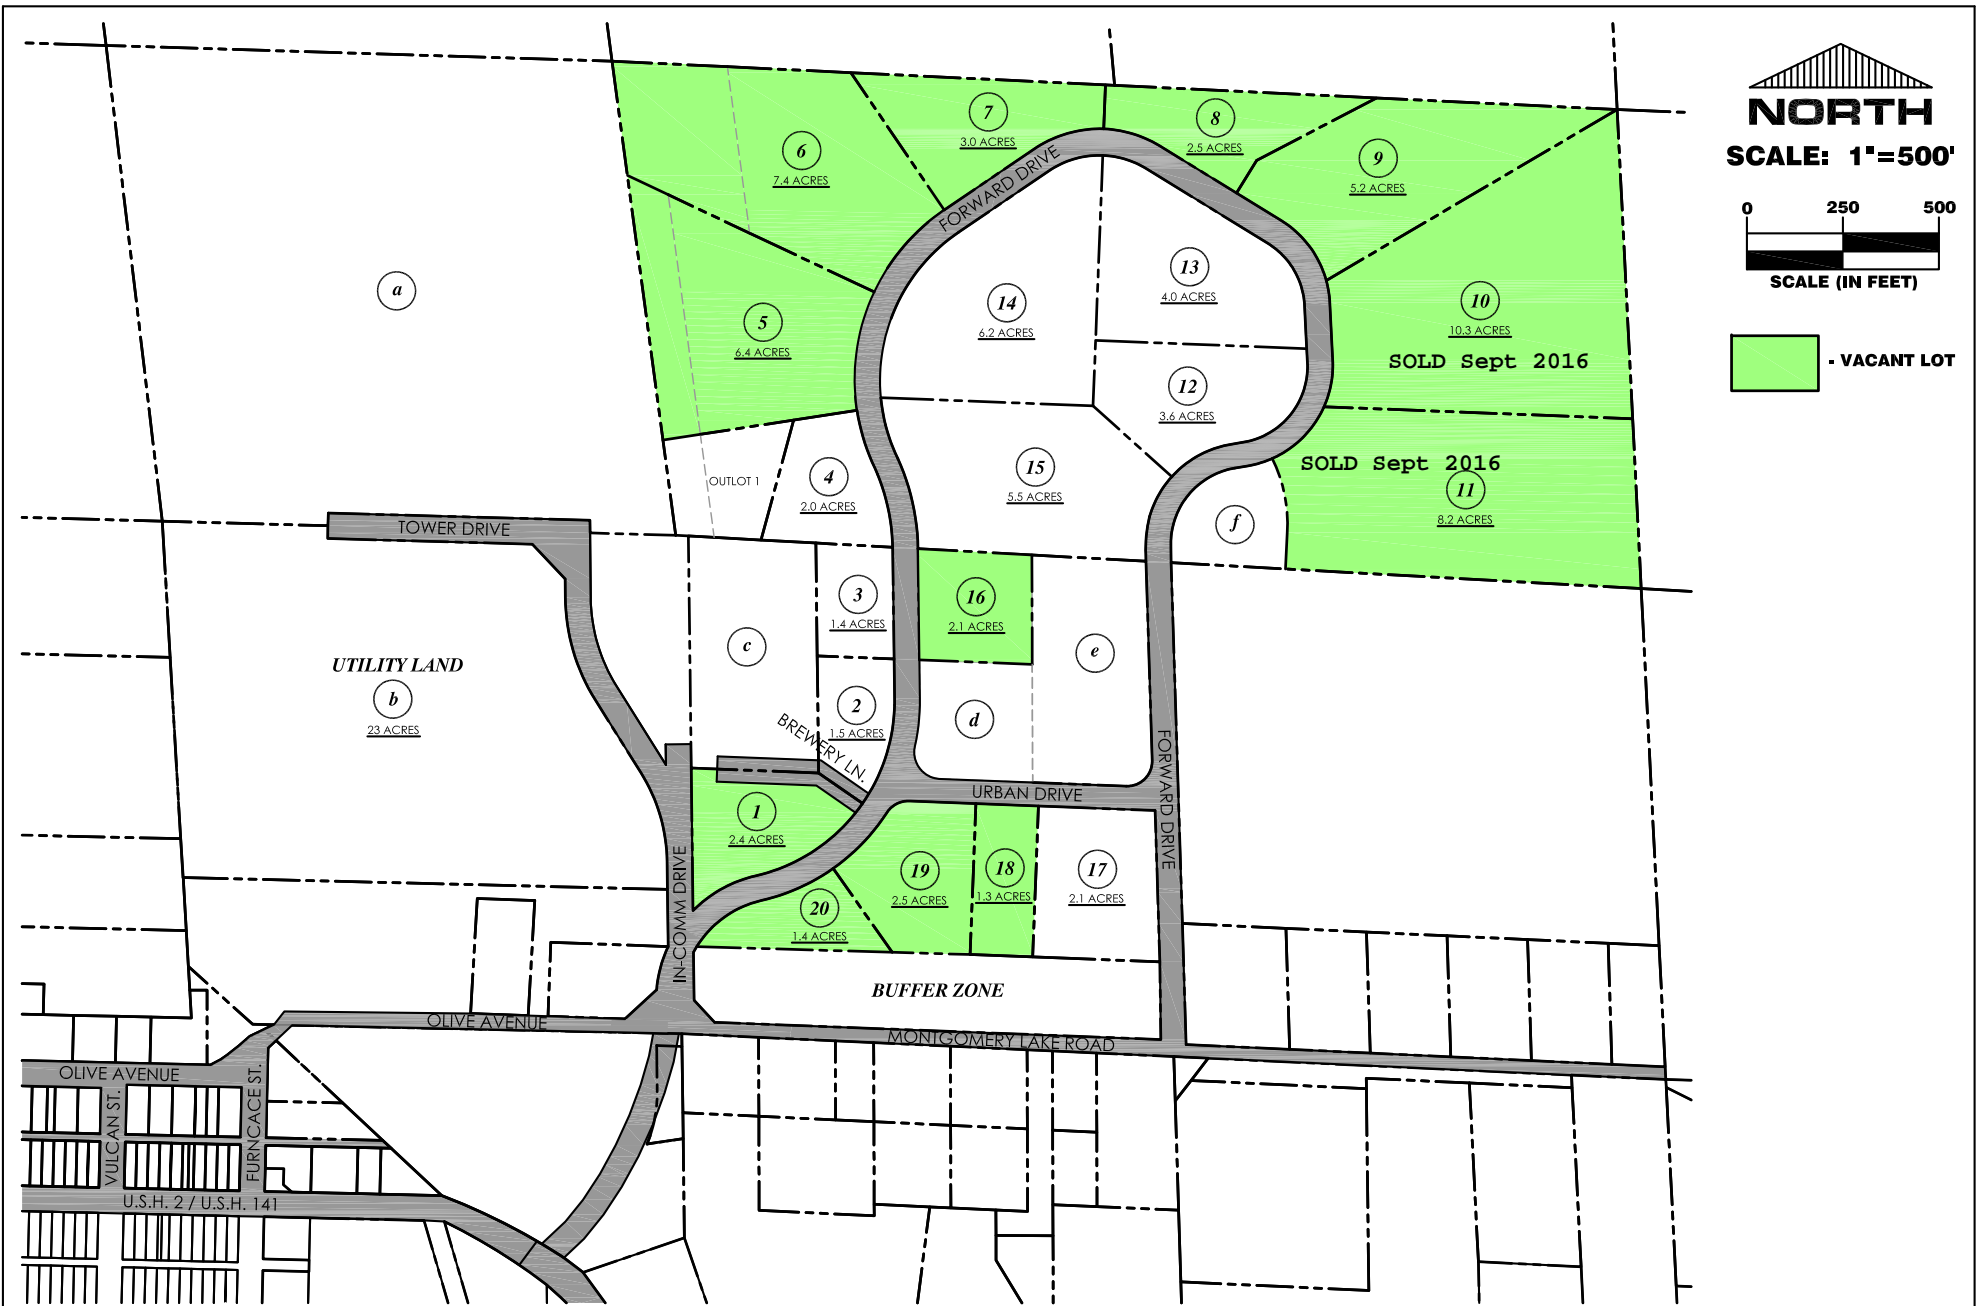 NORTH
SCALE: 1"=500'
0 250 500
SCALE (IN FEET)
- VACANT LOT
6
7.4 ACRES
7
3.0 ACRES
8
2.5 ACRES
9
5.2 ACRES
FORWARD DRIVE
a
5
6.4 ACRES
14
6.2 ACRES
13
4.0 ACRES
10
10.3 ACRES
SOLD Sept 2016
12
3.6 ACRES
OUTLOT 1
4
2.0 ACRES
15
5.5 ACRES
SOLD Sept 2016
11
8.2 ACRES
f
TOWER DRIVE
3
1.4 ACRES
16
2.1 ACRES
c
e
UTILITY LAND
b
23 ACRES
2
1.5 ACRES
d
BREWERY LN.
FORWARD DRIVE
URBAN DRIVE
1
2.4 ACRES
IN-COMM DRIVE
19
2.5 ACRES
18
1.3 ACRES
17
2.1 ACRES
20
1.4 ACRES
BUFFER ZONE
OLIVE AVENUE
MONTGOMERY LAKE ROAD
OLIVE AVENUE
VULCAN ST.
FURNCACE ST.
U.S.H. 2 / U.S.H. 141